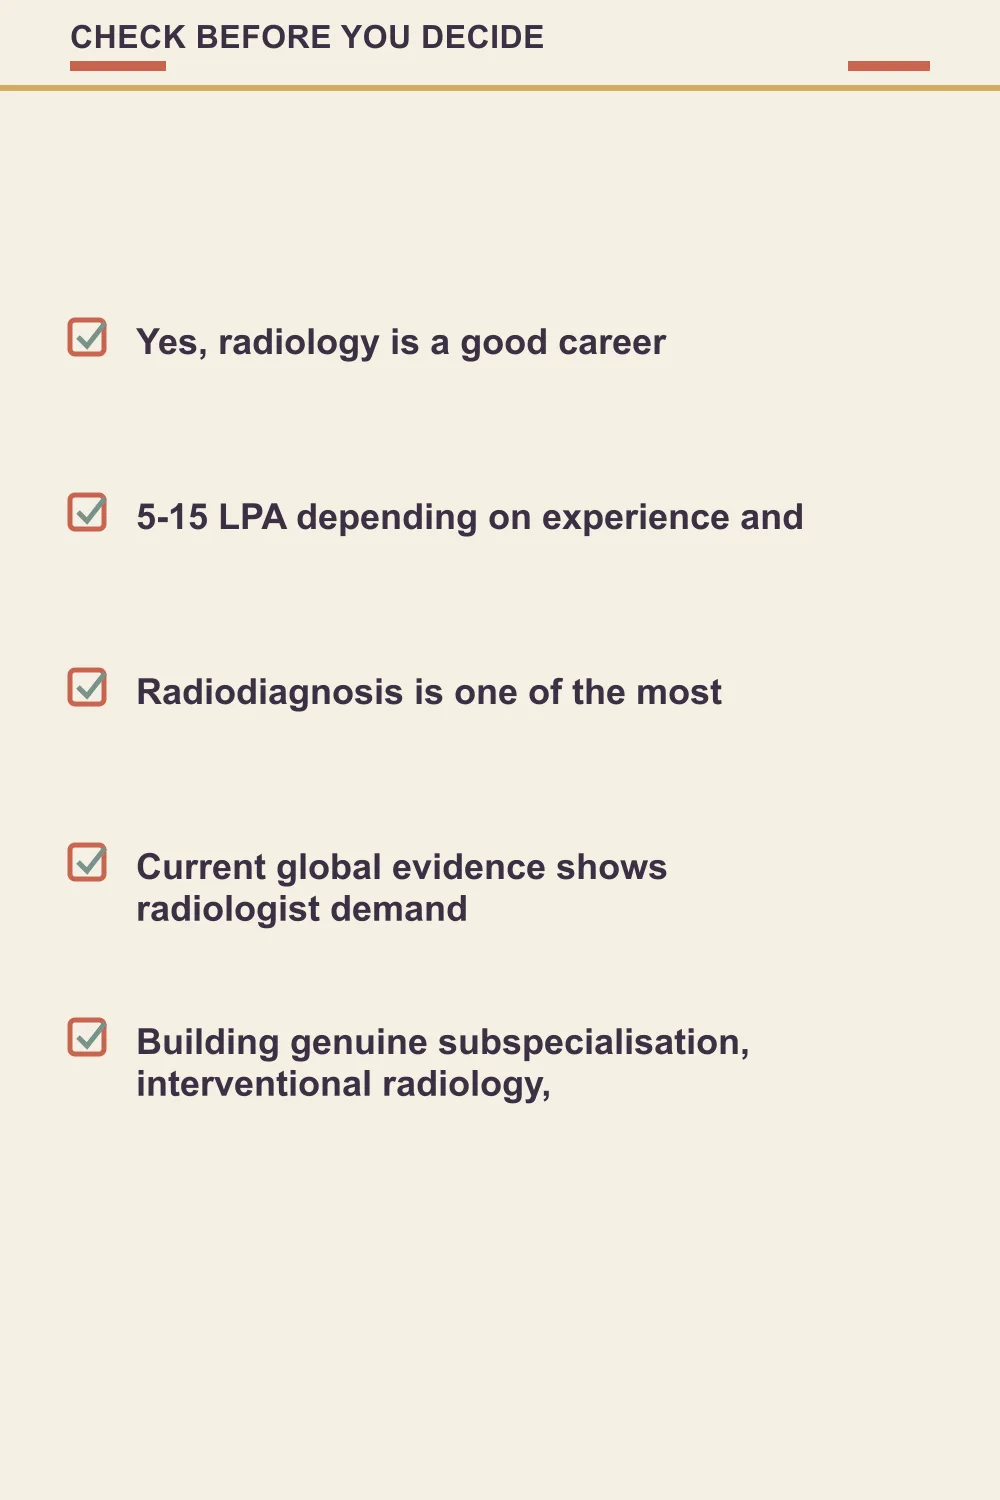 CHECK BEFORE YOU DECIDE
Yes, radiology is a good career
5-15 LPA depending on experience and
Radiodiagnosis is one of the most
Current global evidence shows
radiologist demand
Building genuine subspecialisation,
interventional radiology,